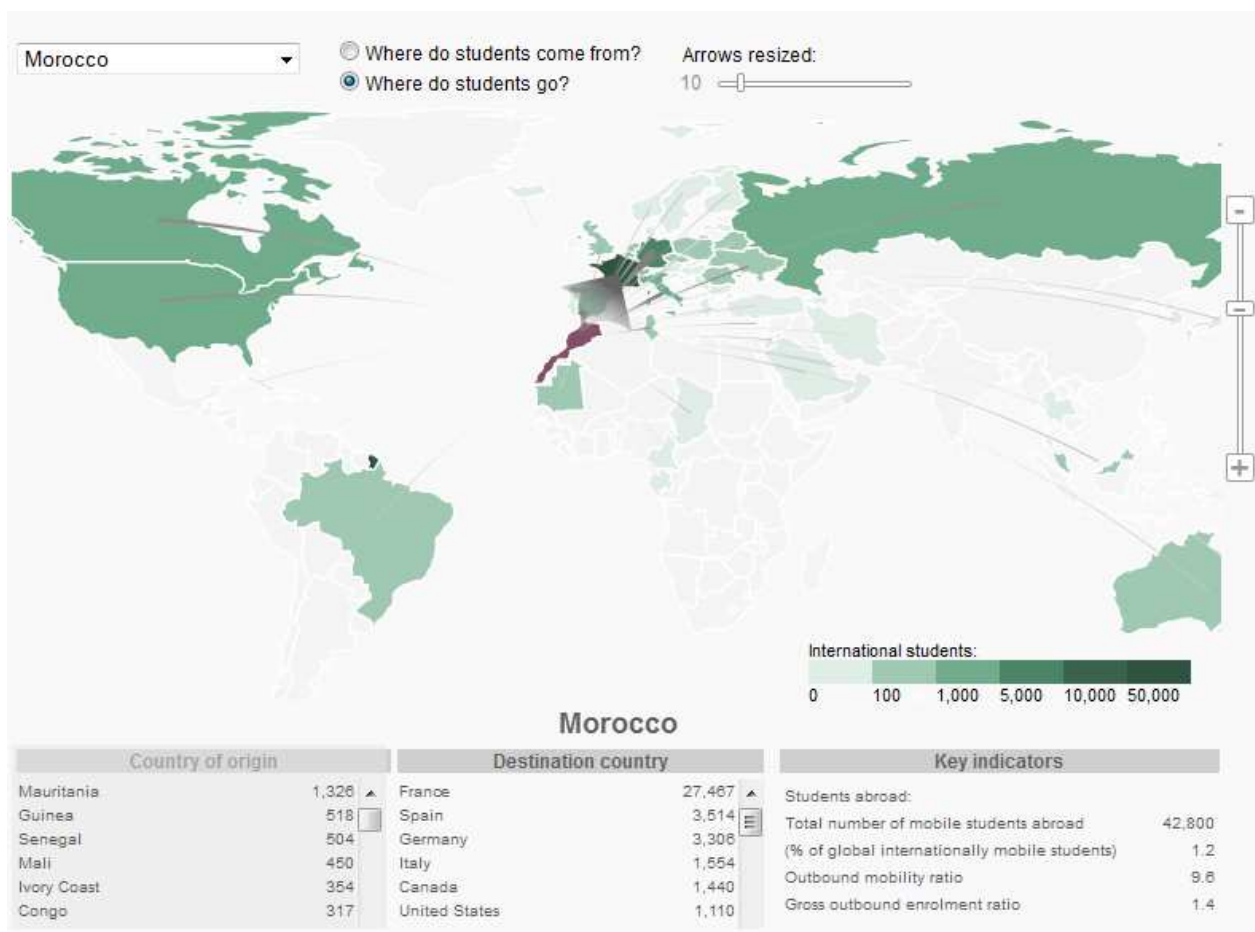 Morocco
Where do students come from?
Where do students go?
Arrows resized:
10
-
-
+
International students:
0 100 1,000 5,000 10,000 50,000
Morocco
Country of origin
Mauritania 1,326
Guinea 518
Senegal 504
Mali 450
Ivory Coast 354
Congo 317
Destination country
France 27,467
Spain 3,514
Germany 3,306
Italy 1,554
Canada 1,440
United States 1,110
Key indicators
Students abroad:
Total number of mobile students abroad 42,800
(% of global internationally mobile students) 1.2
Outbound mobility ratio 9.6
Gross outbound enrolment ratio 1.4